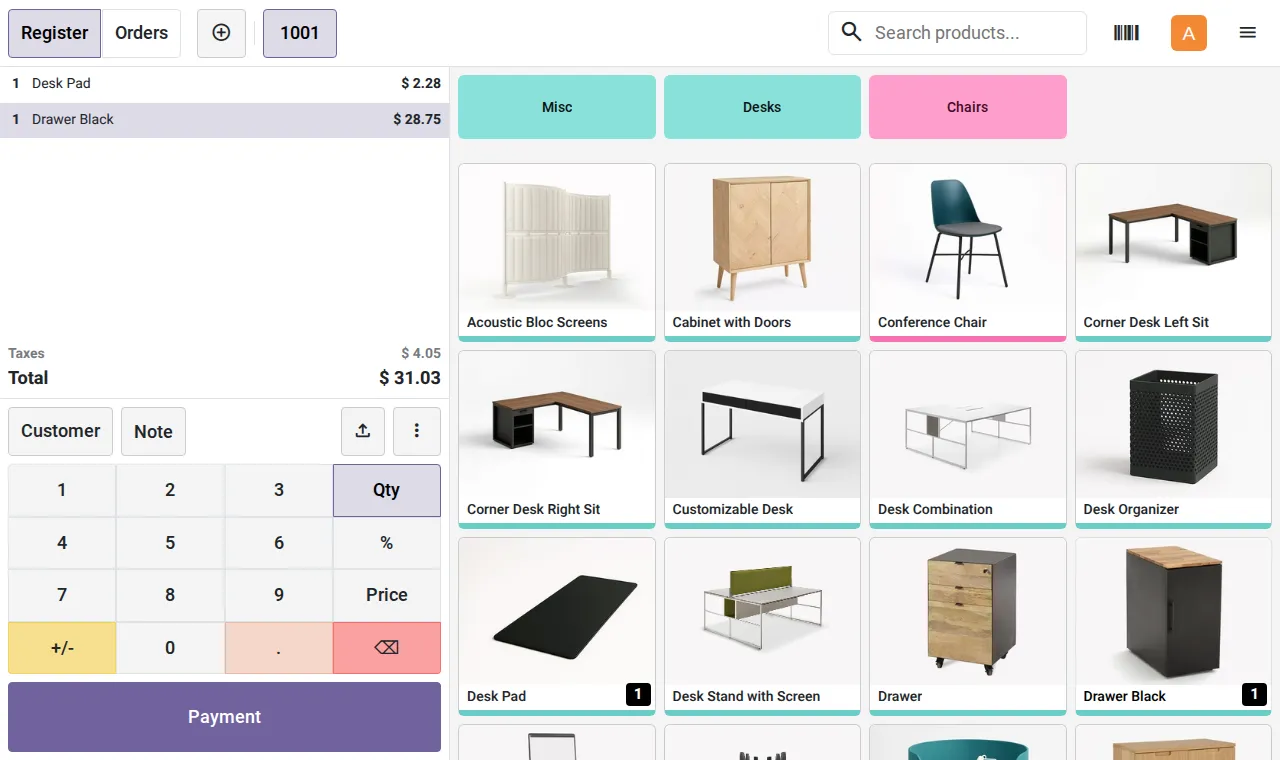 Register Orders 1001 Search products... A
1 Desk Pad $ 2.28
1 Drawer Black $ 28.75
Taxes $ 4.05
Total $ 31.03
Customer Note
1 2 3 Qty
4 5 6 %
7 8 9 Price
+/- 0 . ⌫
Payment
Misc Desks Chairs
Acoustic Bloc Screens Cabinet with Doors Conference Chair Corner Desk Left Sit
Corner Desk Right Sit Customizable Desk Desk Combination Desk Organizer
Desk Pad 1 Desk Stand with Screen Drawer Drawer Black 1